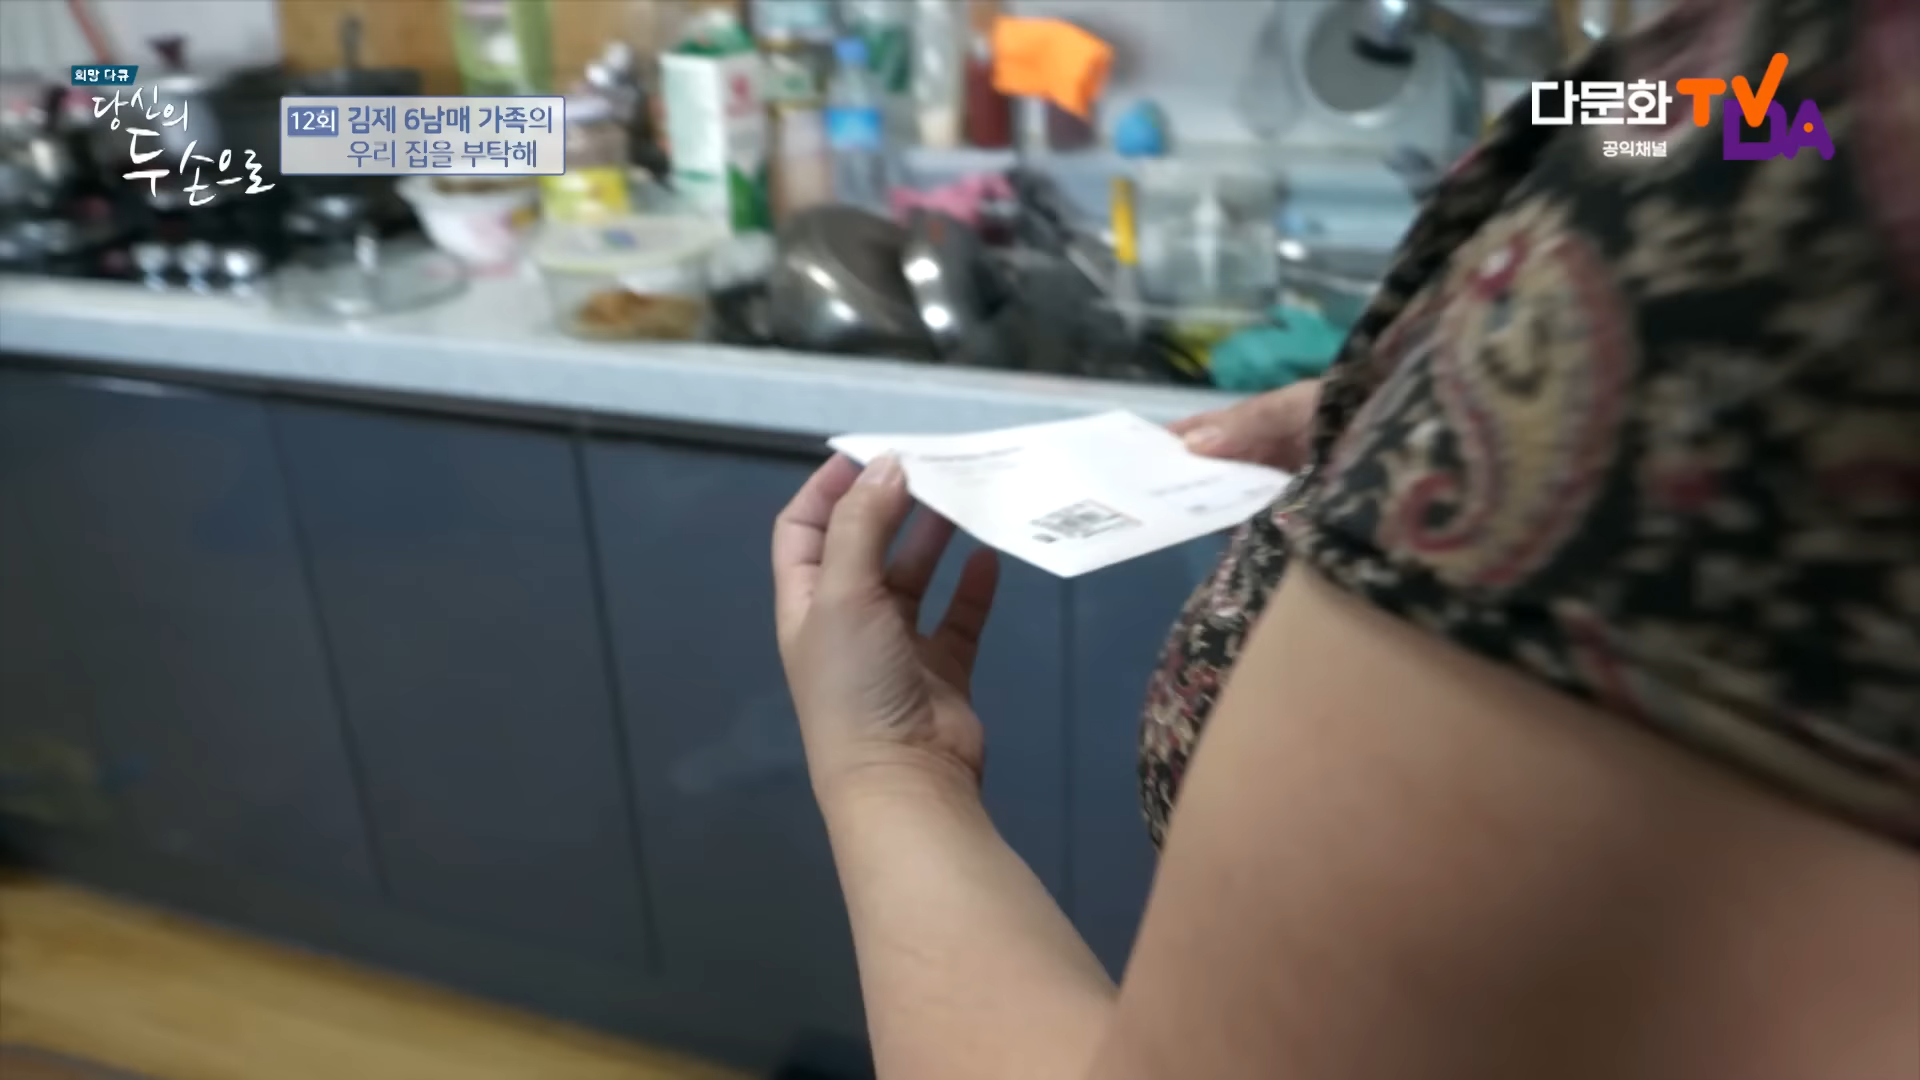 희망 다큐
당신의
두 손으로
12회 김제 6남매 가족의
우리 집을 부탁해
다문화 TV
DA
공익채널